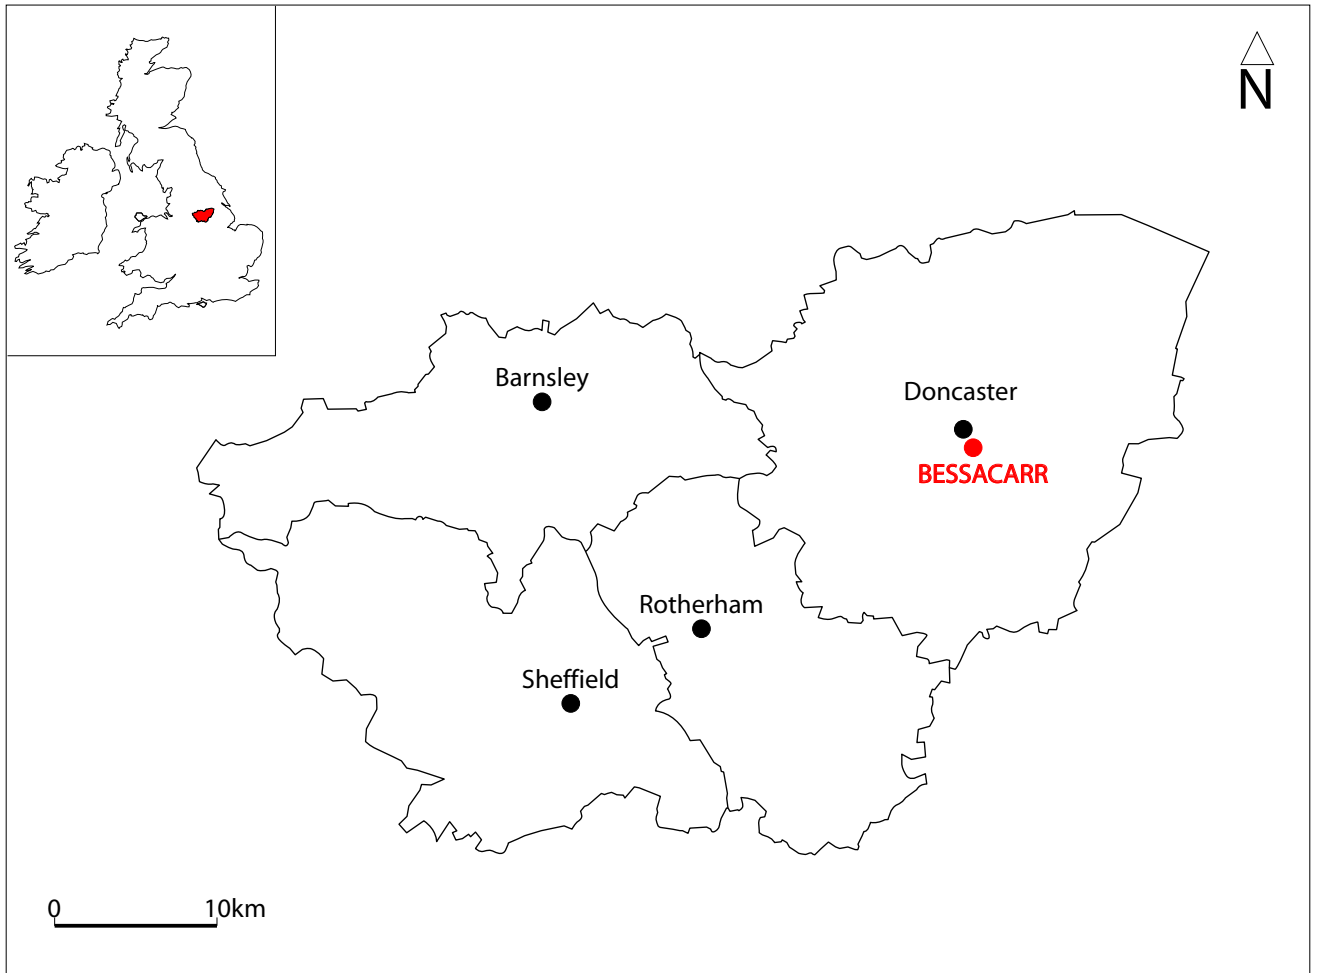 N
Barnsley
Doncaster
BESSACARR
Rotherham
Sheffield
0 10km